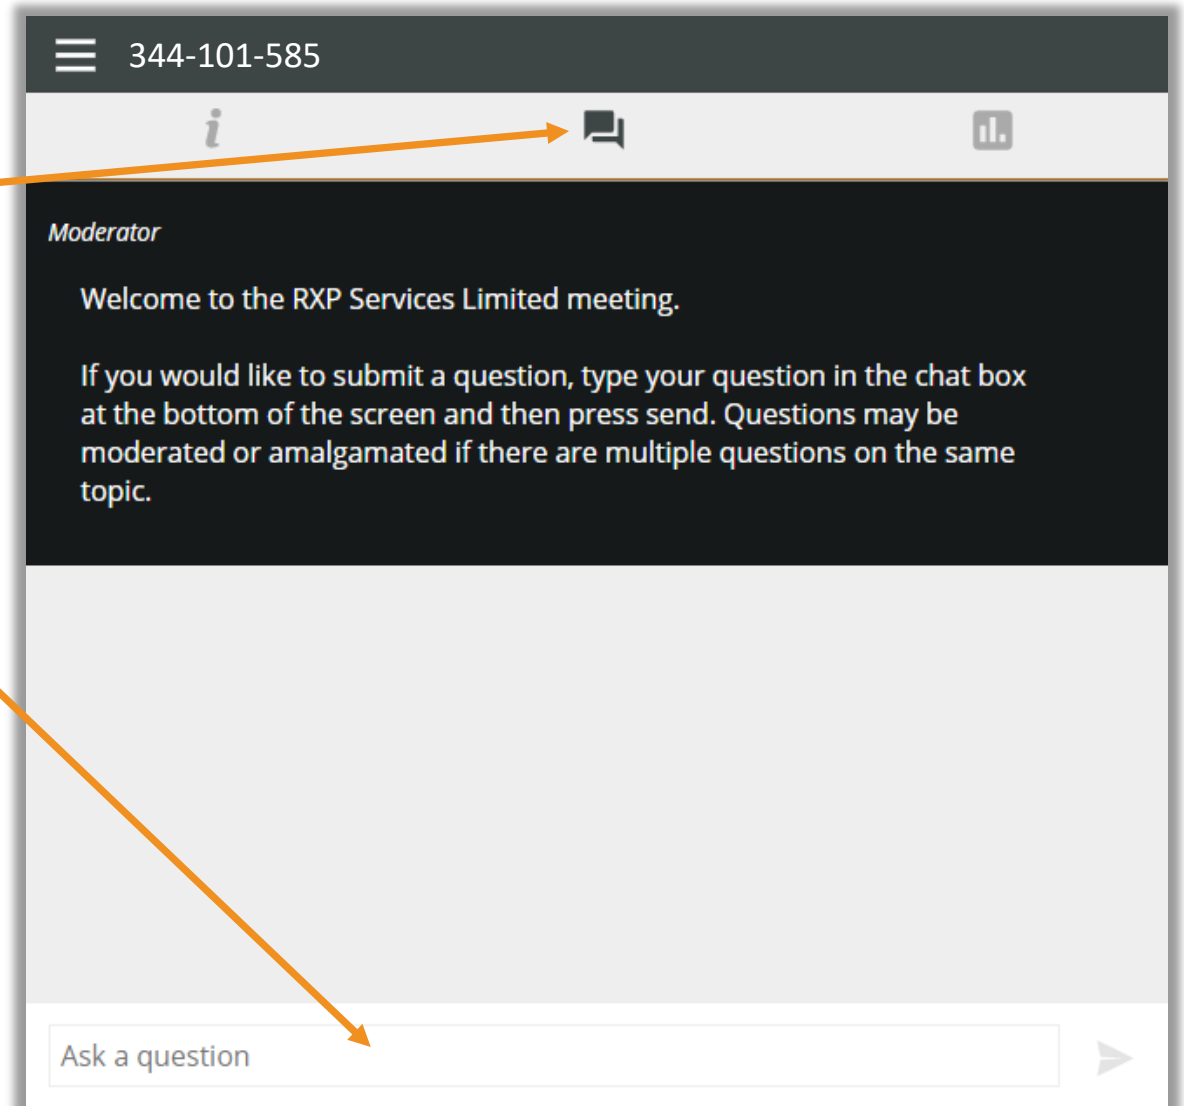 344-101-585
Moderator
Welcome to the RXP Services Limited meeting.
If you would like to submit a question, type your question in the chat box
at the bottom of the screen and then press send. Questions may be
moderated or amalgamated if there are multiple questions on the same
topic.
Ask a question